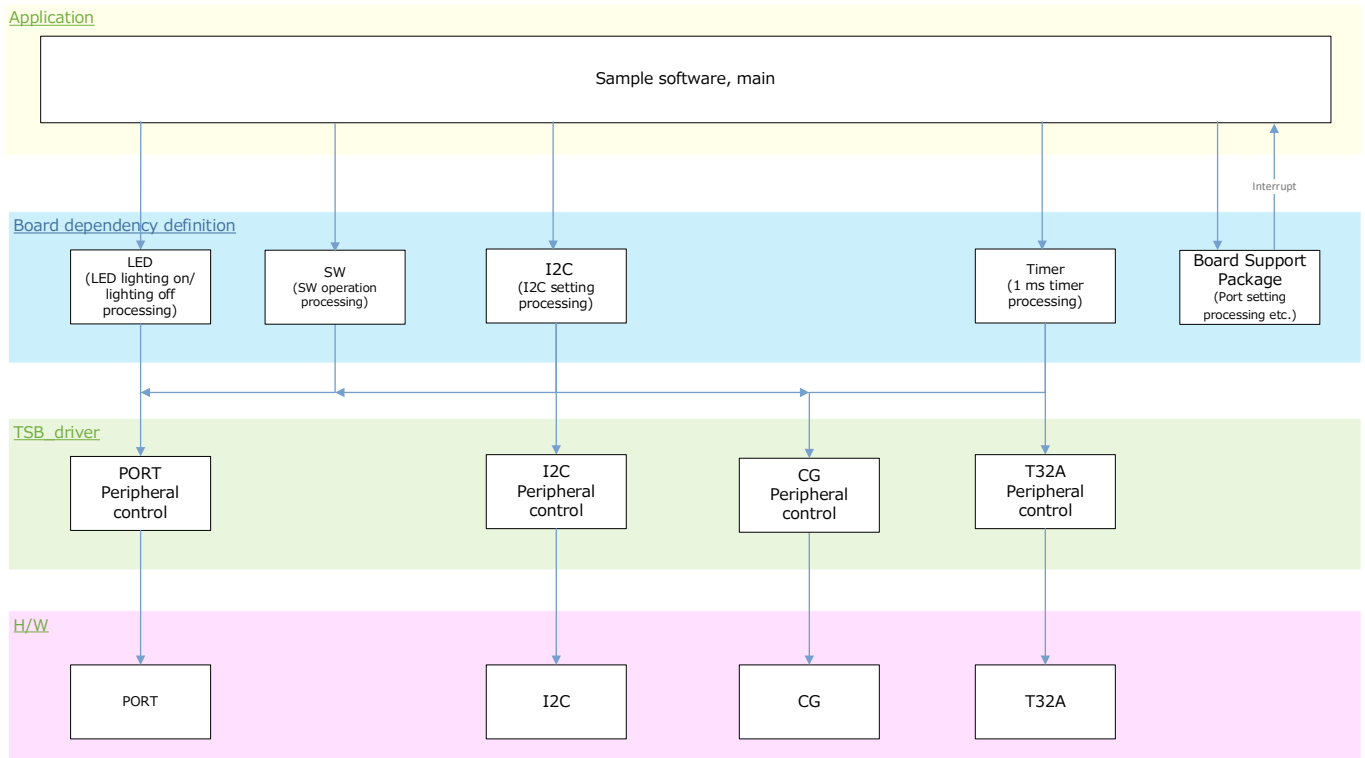 Application
Sample software, main
Interrupt
Board dependency definition
LED
(LED lighting on/
lighting off
processing)
SW
(SW operation
processing)
I2C
(I2C setting
processing)
Timer
(1 ms timer
processing)
Board Support
Package
(Port setting
processing etc.)
TSB_driver
PORT
Peripheral
control
I2C
Peripheral
control
CG
Peripheral
control
T32A
Peripheral
control
H/W
PORT
I2C
CG
T32A